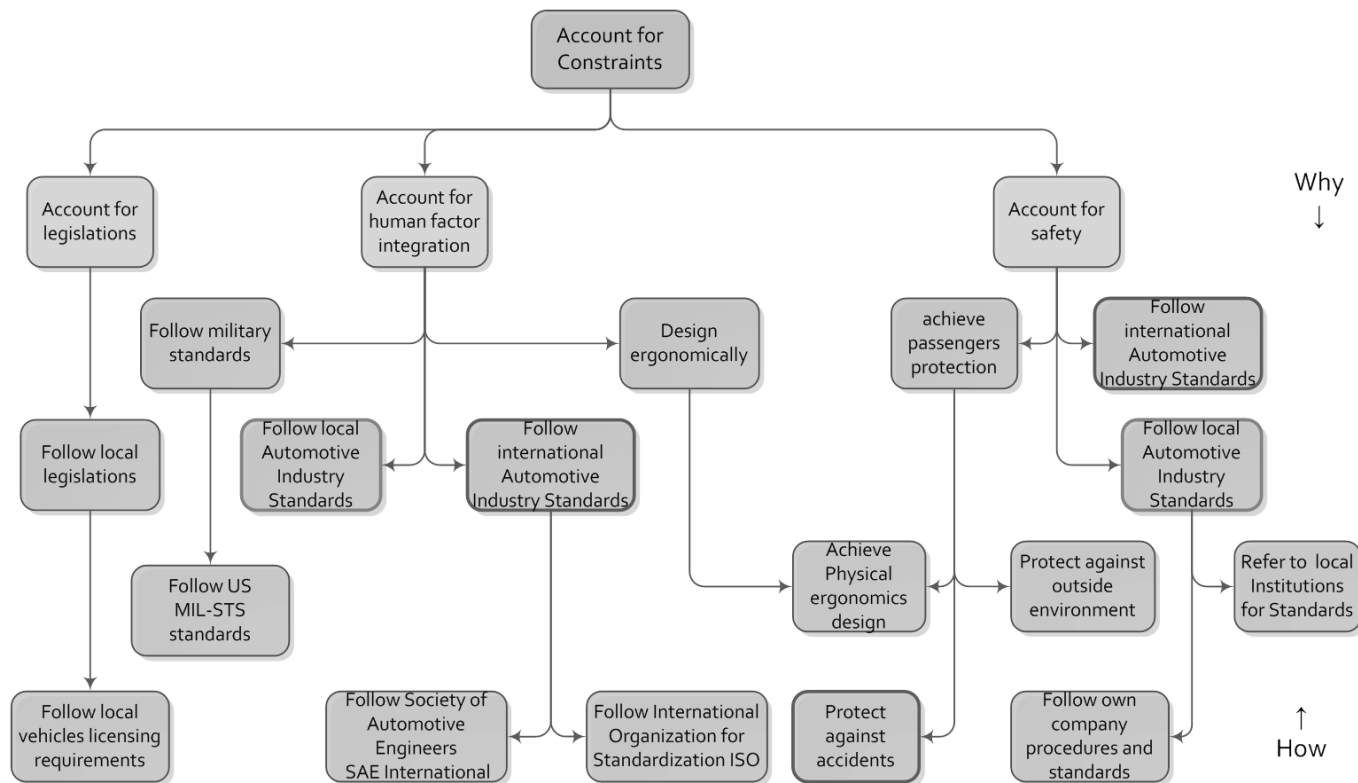 Account for
Constraints
Account for
legislations
Account for
human factor
integration
Account for
safety
Why
↓
Follow military
standards
Design
ergonomically
achieve
passengers
protection
Follow
international
Automotive
Industry Standards
Follow local
legislations
Follow local
Automotive
Industry
Standards
Follow
international
Automotive
Industry Standards
Follow local
Automotive
Industry
Standards
Follow US
MIL-STS
standards
Achieve
Physical
ergonomics
design
Protect against
outside
environment
Refer to local
Institutions
for Standards
Follow local
vehicles licensing
requirements
Follow Society of
Automotive
Engineers
SAE International
Follow International
Organization for
Standardization ISO
Protect
against
accidents
Follow own
company
procedures and
standards
↑
How